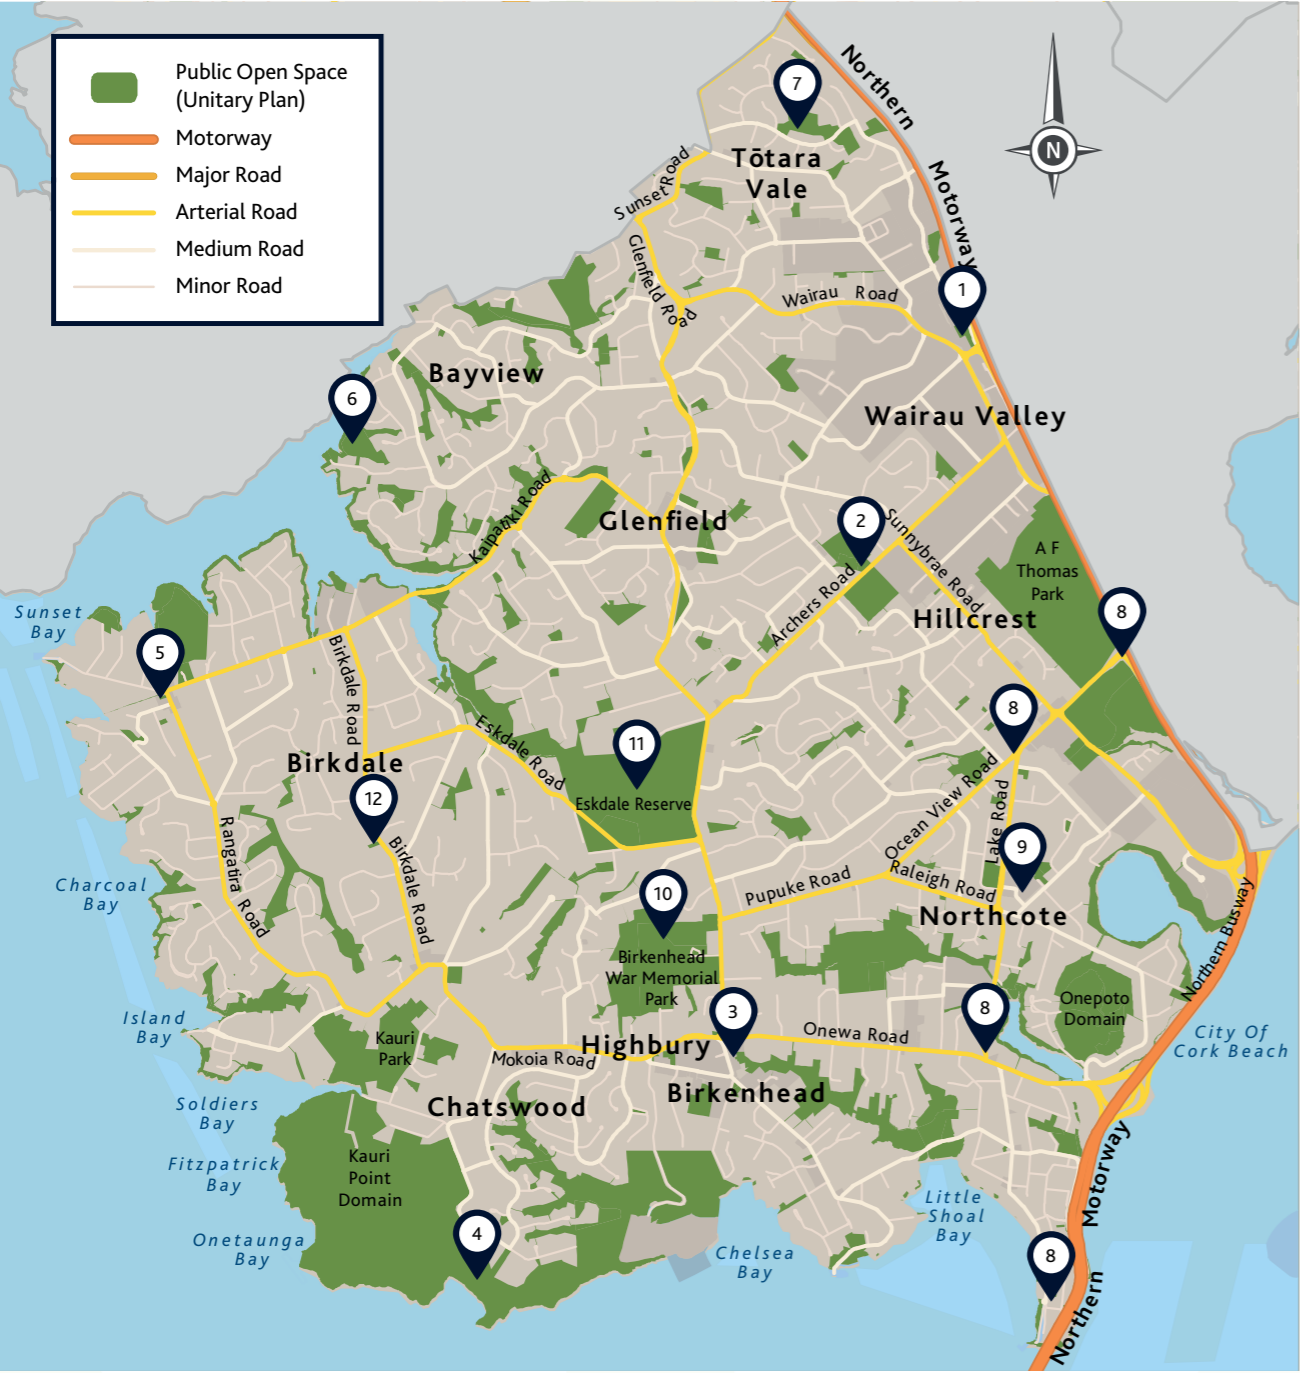 Public Open Space
(Unitary Plan)
Motorway
Major Road
Arterial Road
Medium Road
Minor Road
N
Northern
Motorway
7
Tōtara
Vale
Sunset Road
Glenfield Road
Wairau Road
1
Bayview
6
Wairau Valley
Kaipatiki Road
Glenfield
2
Sunnybrae Road
A F
Thomas
Park
Archers Road
Hillcrest
8
Sunset
Bay
5
Birkdale Road
Eskdale Road
11
8
Birkdale
12
Eskdale Reserve
Ocean View Road
Lake Road
9
Rangatira Road
Birkdale Road
Charcoal
Bay
10
Pupuke Road
Raleigh Road
Northcote
Northern Busway
Birkenhead
War Memorial
Park
3
8
Onepoto
Domain
Island
Bay
Kauri
Park
Mokoia Road
Highbury
Onewa Road
City Of
Cork Beach
Birkenhead
Chatswood
Soldiers
Bay
Fitzpatrick
Bay
Kauri
Point
Domain
Motorway
Onetaunga
Bay
4
Chelsea
Bay
Little
Shoal
Bay
8
Northern